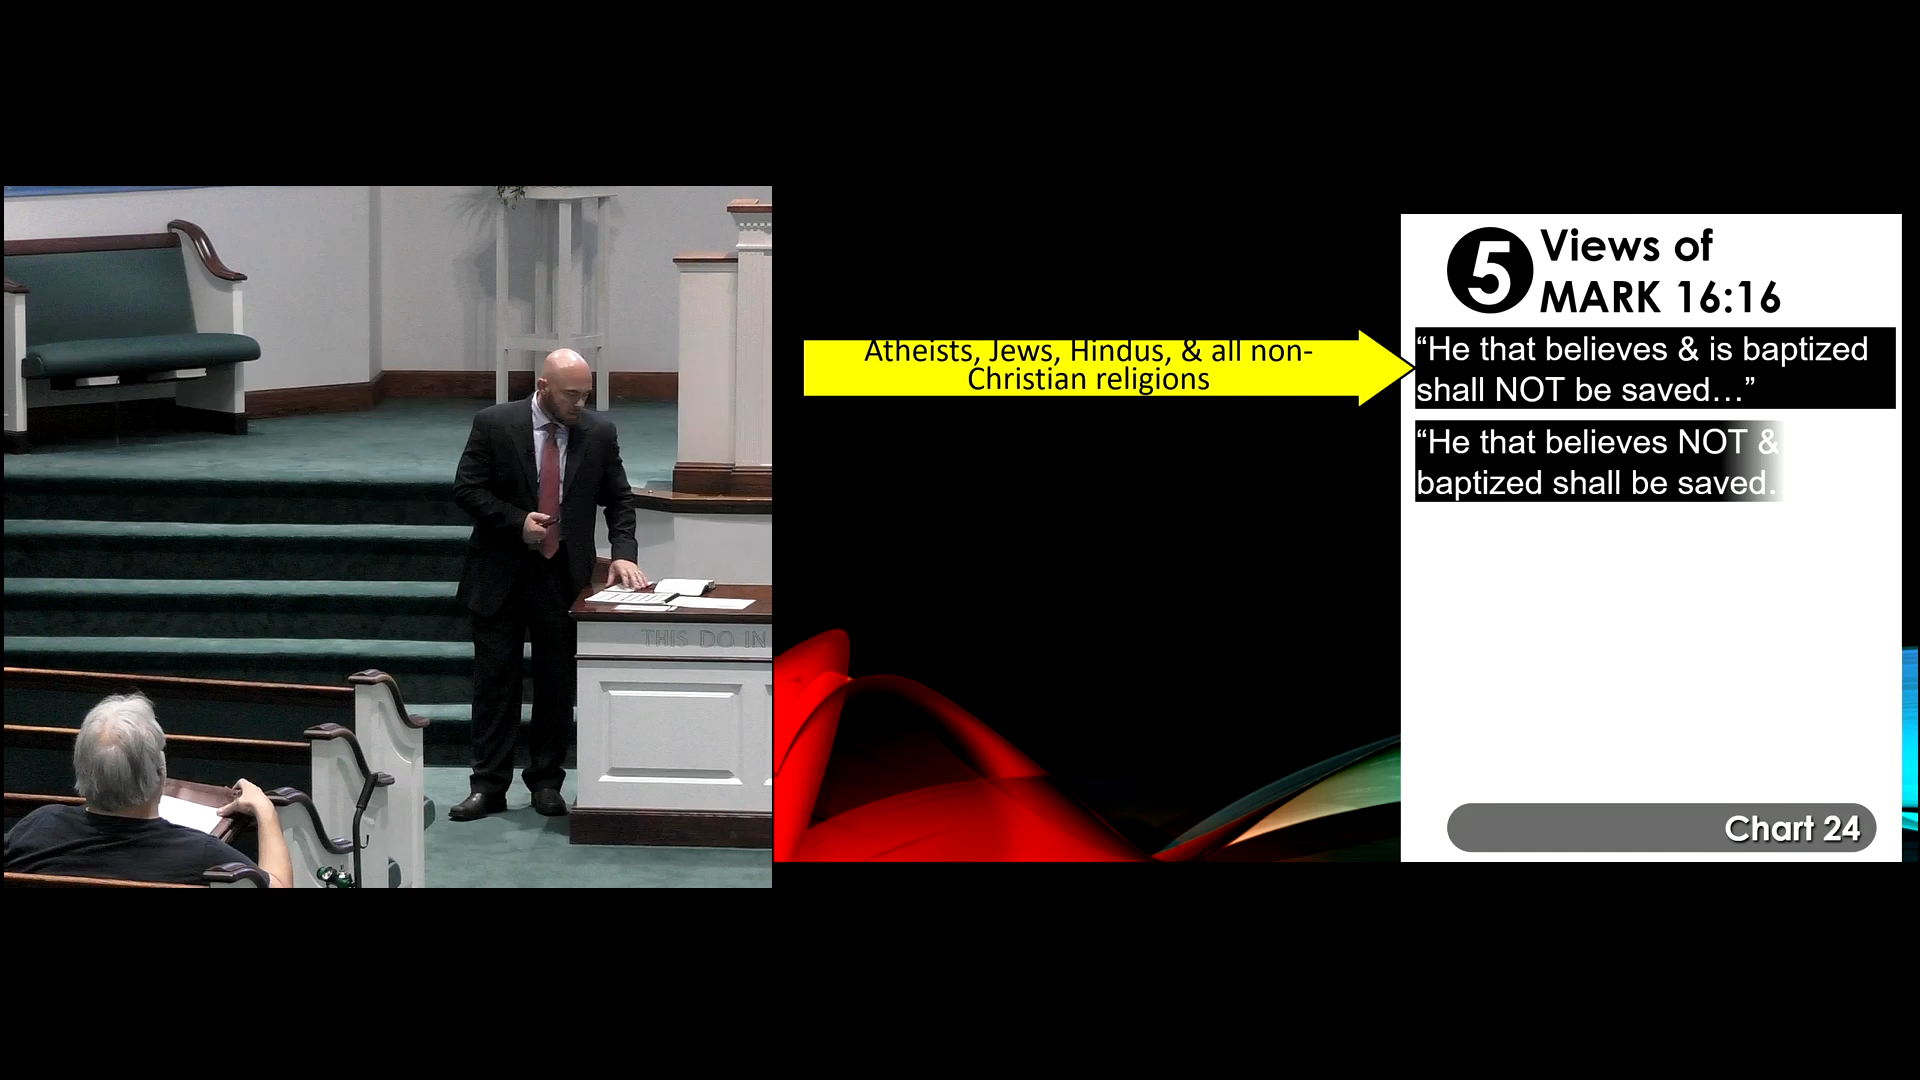 THIS DO IN
Atheists, Jews, Hindus, & all non-
Christian religions
5
Views of
MARK 16:16
“He that believes & is baptized
shall NOT be saved…”
“He that believes NOT &
baptized shall be saved.
Chart 24